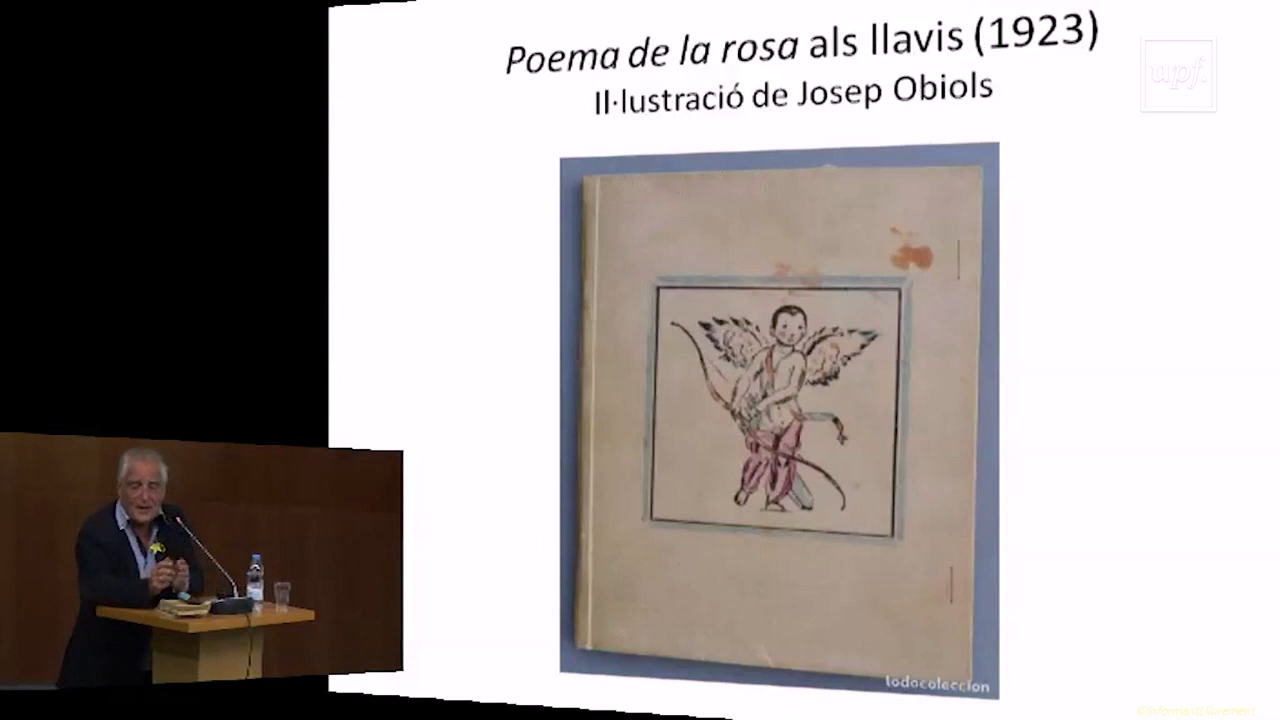 Poema de la rosa als llavis (1923)
Il·lustració de Josep Obiols
upf.
todocoleccion